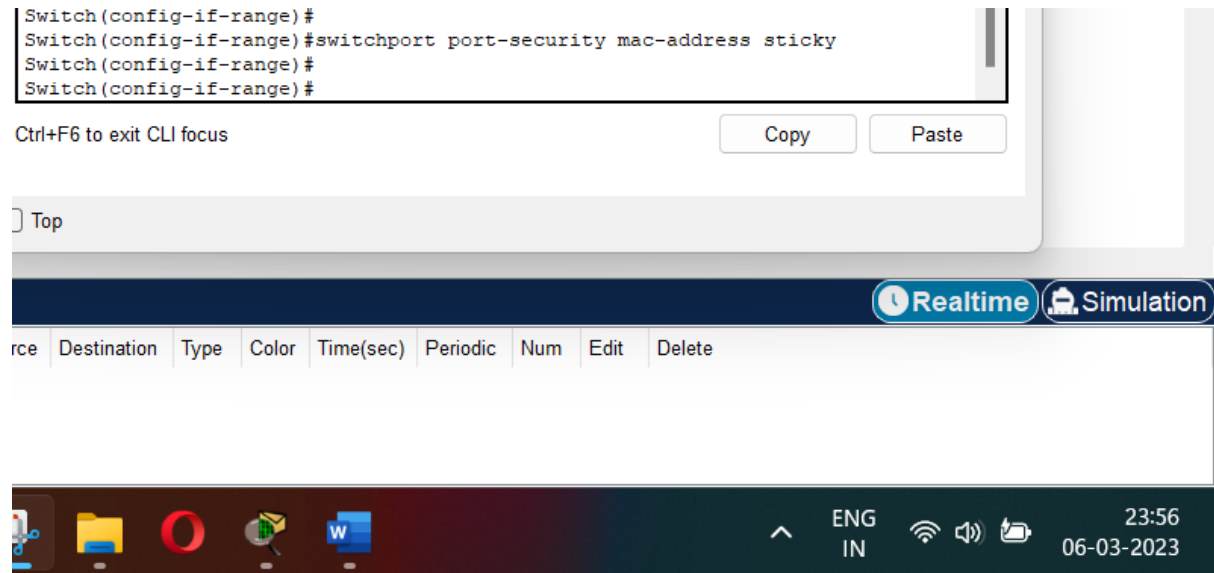 Switch(config-if-range)#
Switch(config-if-range)#switchport port-security mac-address sticky
Switch(config-if-range)#
Switch(config-if-range)#
Ctrl+F6 to exit CLI focus
Copy
Paste
Top
Realtime
Simulation
rce Destination Type Color Time(sec) Periodic Num Edit Delete
W
ENG
IN
23:56
06-03-2023